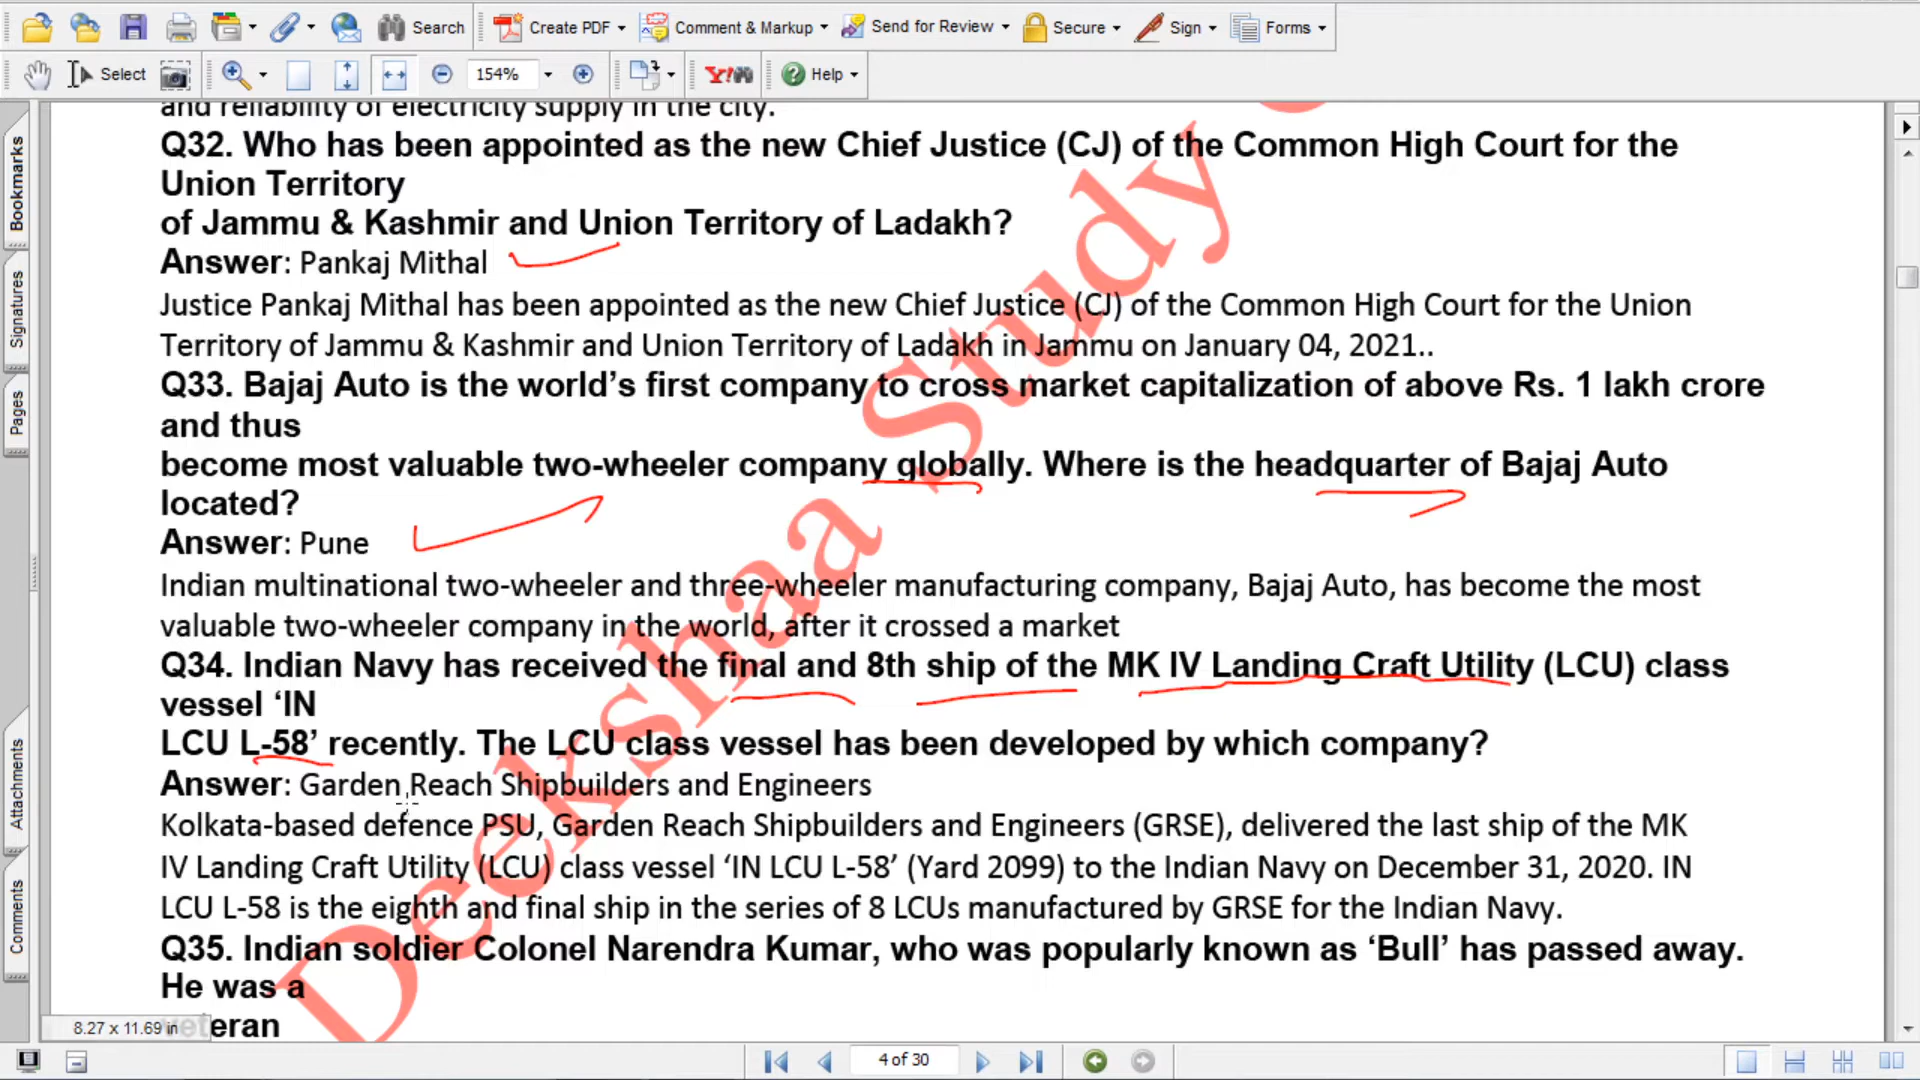 Search
Create PDF
Comment & Markup
Send for Review
Secure
Sign
Forms
Select
154%
Y!
Help
Bookmarks
Signatures
Pages
Attachments
Comments
and reliability of electricity supply in the city.
Q32. Who has been appointed as the new Chief Justice (CJ) of the Common High Court for the
Union Territory
of Jammu & Kashmir and Union Territory of Ladakh?
Answer: Pankaj Mithal
Justice Pankaj Mithal has been appointed as the new Chief Justice (CJ) of the Common High Court for the Union
Territory of Jammu & Kashmir and Union Territory of Ladakh in Jammu on January 04, 2021..
Q33. Bajaj Auto is the world’s first company to cross market capitalization of above Rs. 1 lakh crore
and thus
become most valuable two-wheeler company globally. Where is the headquarter of Bajaj Auto
located?
Answer: Pune
Indian multinational two-wheeler and three-wheeler manufacturing company, Bajaj Auto, has become the most
valuable two-wheeler company in the world, after it crossed a market
Q34. Indian Navy has received the final and 8th ship of the MK IV Landing Craft Utility (LCU) class
vessel ‘IN
LCU L-58’ recently. The LCU class vessel has been developed by which company?
Answer: Garden Reach Shipbuilders and Engineers
Kolkata-based defence PSU, Garden Reach Shipbuilders and Engineers (GRSE), delivered the last ship of the MK
IV Landing Craft Utility (LCU) class vessel ‘IN LCU L-58’ (Yard 2099) to the Indian Navy on December 31, 2020. IN
LCU L-58 is the eighth and final ship in the series of 8 LCUs manufactured by GRSE for the Indian Navy.
Q35. Indian soldier Colonel Narendra Kumar, who was popularly known as ‘Bull’ has passed away.
He was a
veteran
Deekshaa Study
8.27 x 11.69 in
4 of 30